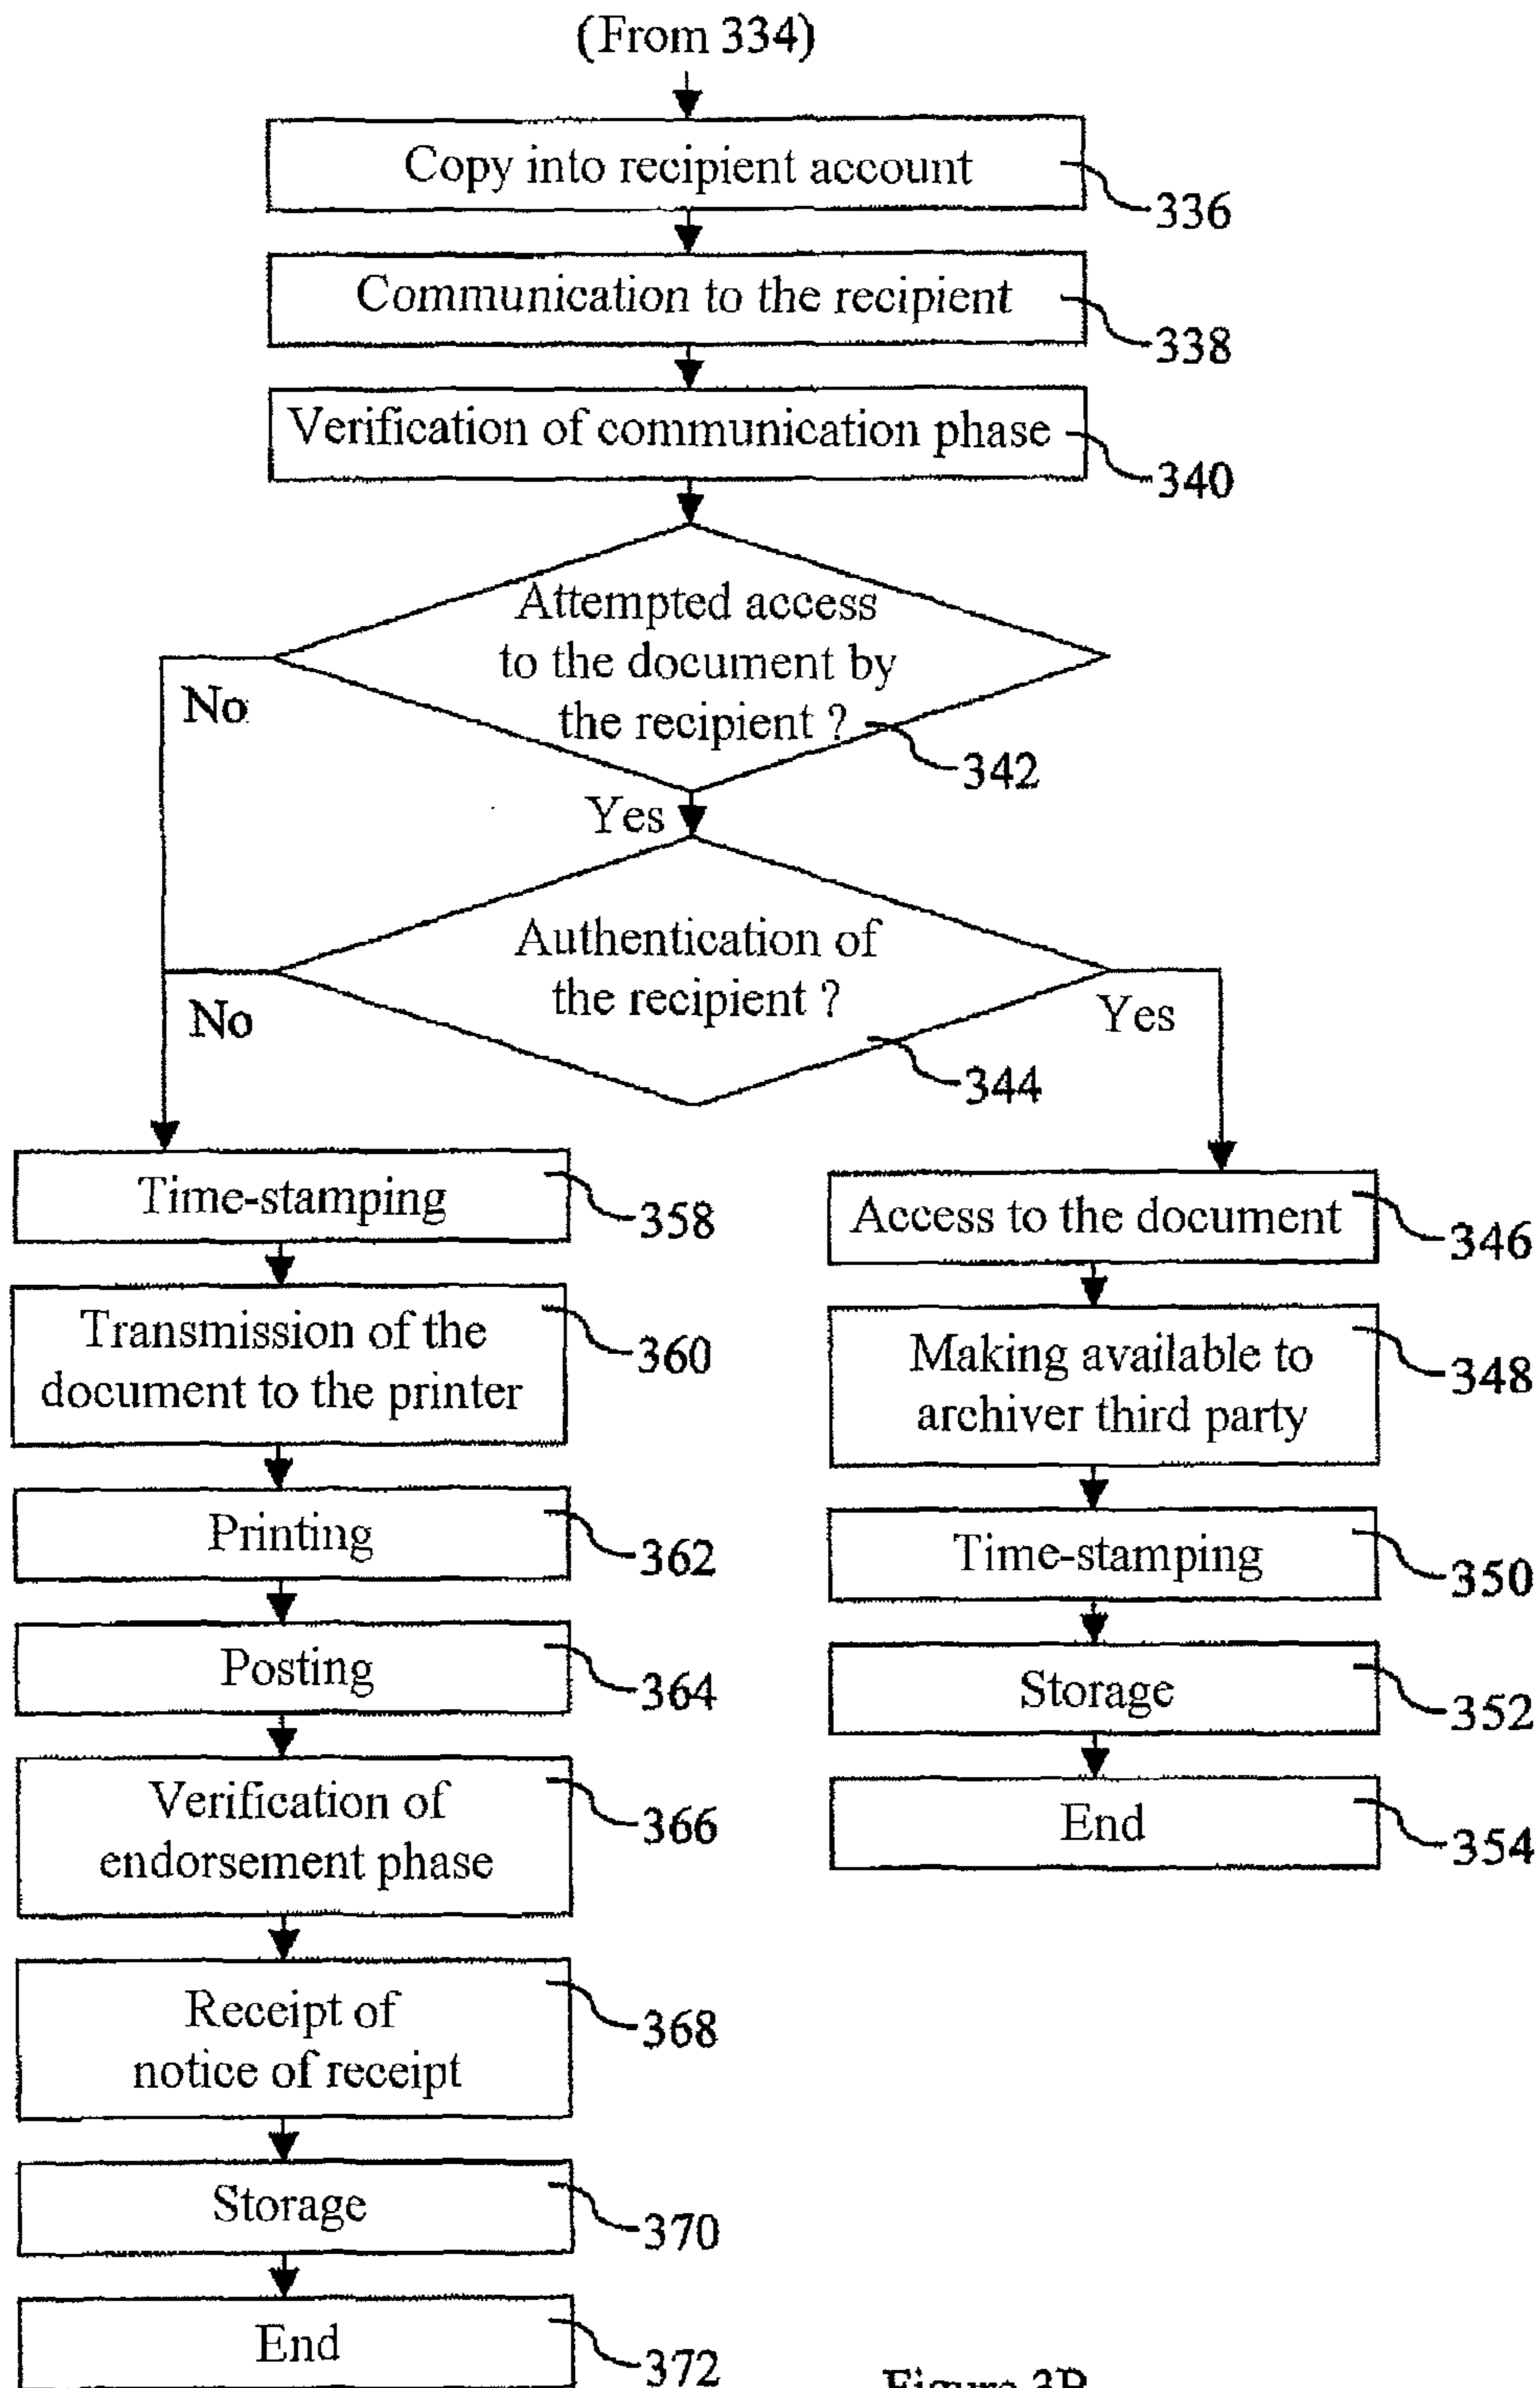 (From 334)
Copy into recipient account
336
Communication to the recipient
338
Verification of communication phase
340
Attempted access
to the document by
the recipient ?
342
No
Yes
Authentication of
the recipient ?
344
No
Yes
Time-stamping
358
Transmission of the
document to the printer
360
Printing
362
Posting
364
Verification of
endorsement phase
366
Receipt of
notice of receipt
368
Storage
370
End
372
Access to the document
346
Making available to
archiver third party
348
Time-stamping
350
Storage
352
End
354
Figure 3B